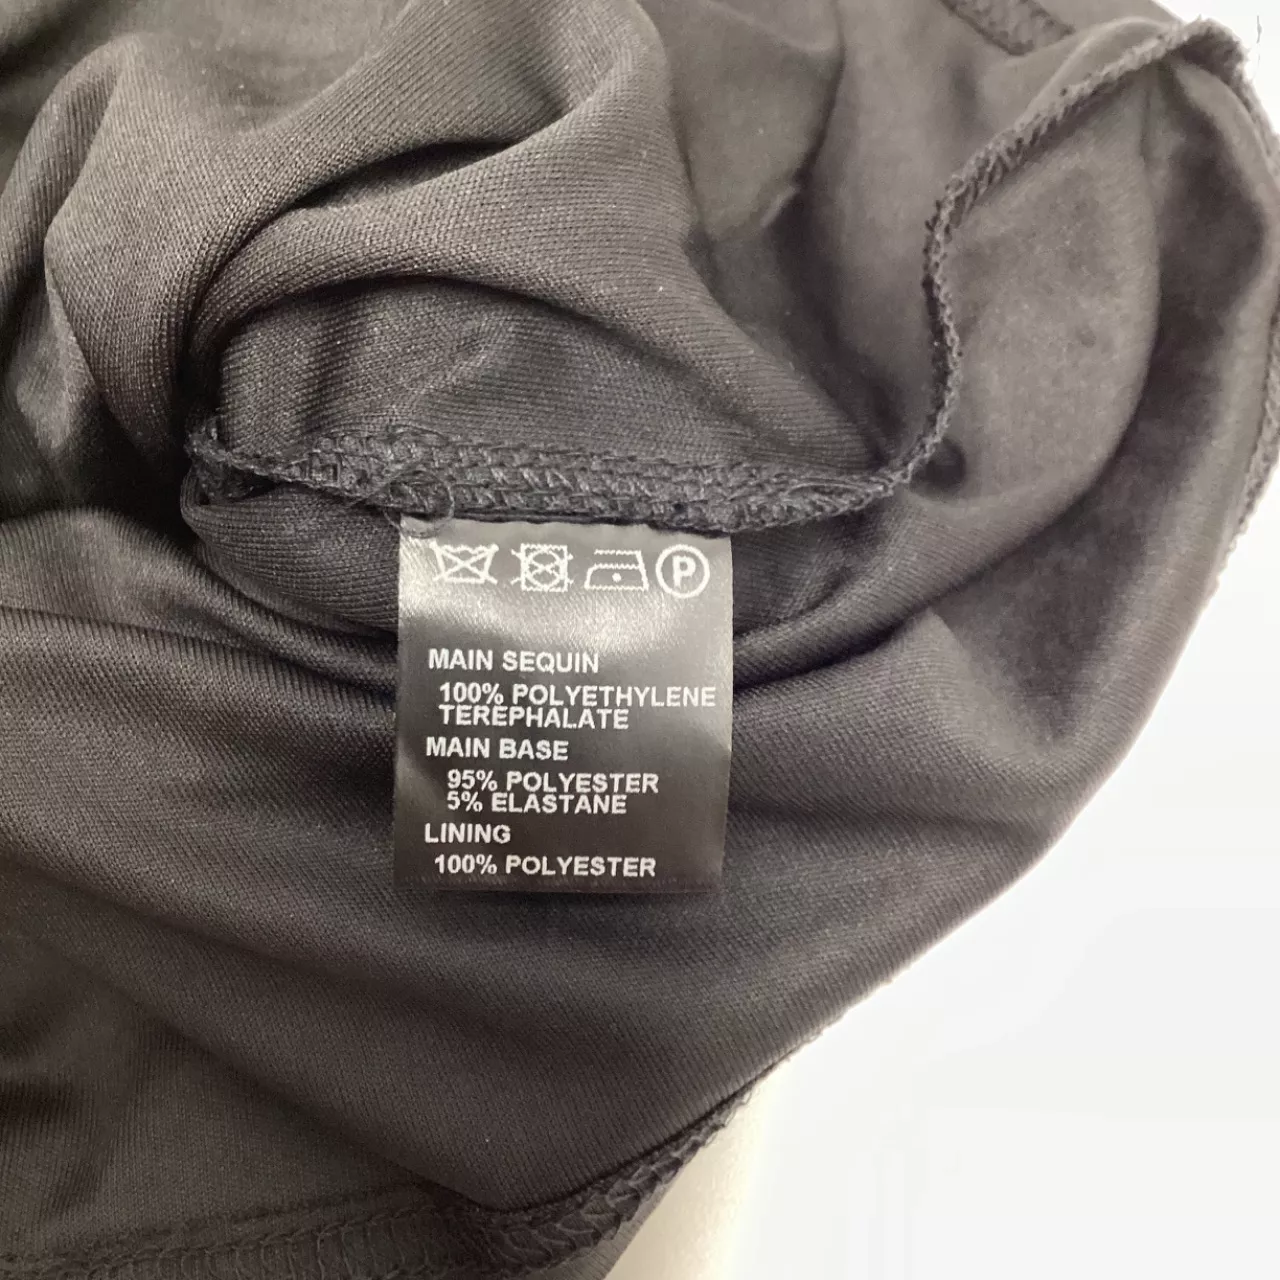 P
MAIN SEQUIN
100% POLYETHYLENE
TEREPHALATE
MAIN BASE
95% POLYESTER
5% ELASTANE
LINING
100% POLYESTER